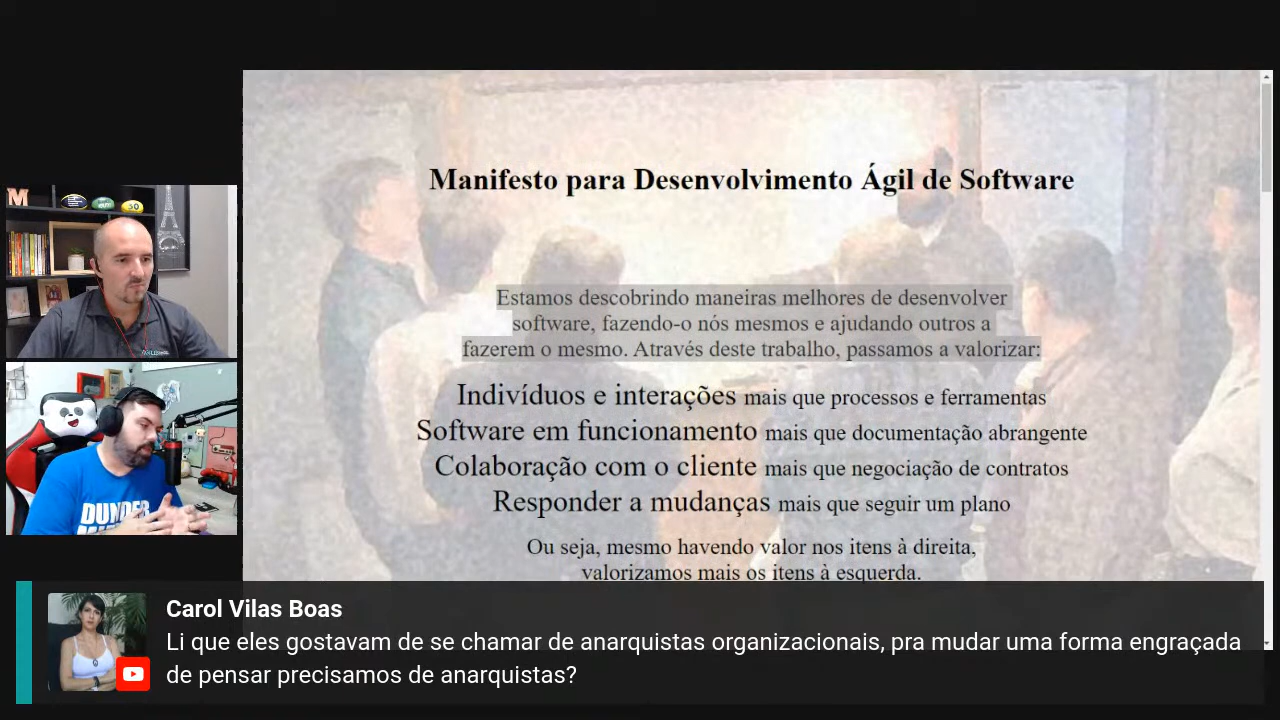 Manifesto para Desenvolvimento Ágil de Software
Estamos descobrindo maneiras melhores de desenvolver
software, fazendo-o nós mesmos e ajudando outros a
fazerem o mesmo. Através deste trabalho, passamos a valorizar:
Indivíduos e interações mais que processos e ferramentas
Software em funcionamento mais que documentação abrangente
Colaboração com o cliente mais que negociação de contratos
Responder a mudanças mais que seguir um plano
Ou seja, mesmo havendo valor nos itens à direita,
valorizamos mais os itens à esquerda.
M
50
DUNDER
Carol Vilas Boas
Li que eles gostavam de se chamar de anarquistas organizacionais, pra mudar uma forma engraçada
de pensar precisamos de anarquistas?